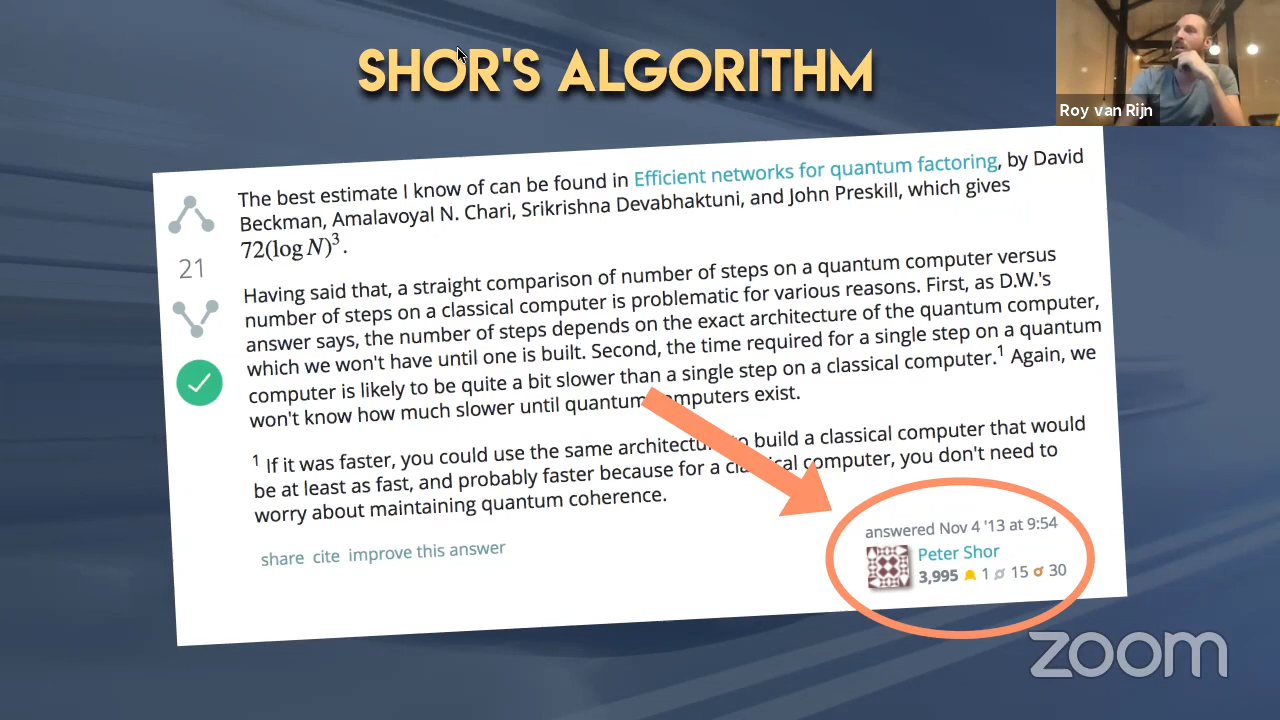 SHOR'S ALGORITHM
Roy van Rijn
The best estimate I know of can be found in Efficient networks for quantum factoring, by David
Beckman, Amalavoyal N. Chari, Srikrishna Devabhaktuni, and John Preskill, which gives
72(log N)³.
21
Having said that, a straight comparison of number of steps on a quantum computer versus
number of steps on a classical computer is problematic for various reasons. First, as D.W.'s
answer says, the number of steps depends on the exact architecture of the quantum computer,
which we won't have until one is built. Second, the time required for a single step on a quantum
computer is likely to be quite a bit slower than a single step on a classical computer.¹ Again, we
won't know how much slower until quantum computers exist.
¹ If it was faster, you could use the same architecture to build a classical computer that would
be at least as fast, and probably faster because for a classical computer, you don't need to
worry about maintaining quantum coherence.
share cite improve this answer
answered Nov 4 '13 at 9:54
Peter Shor
3,995 1 15 30
zoom